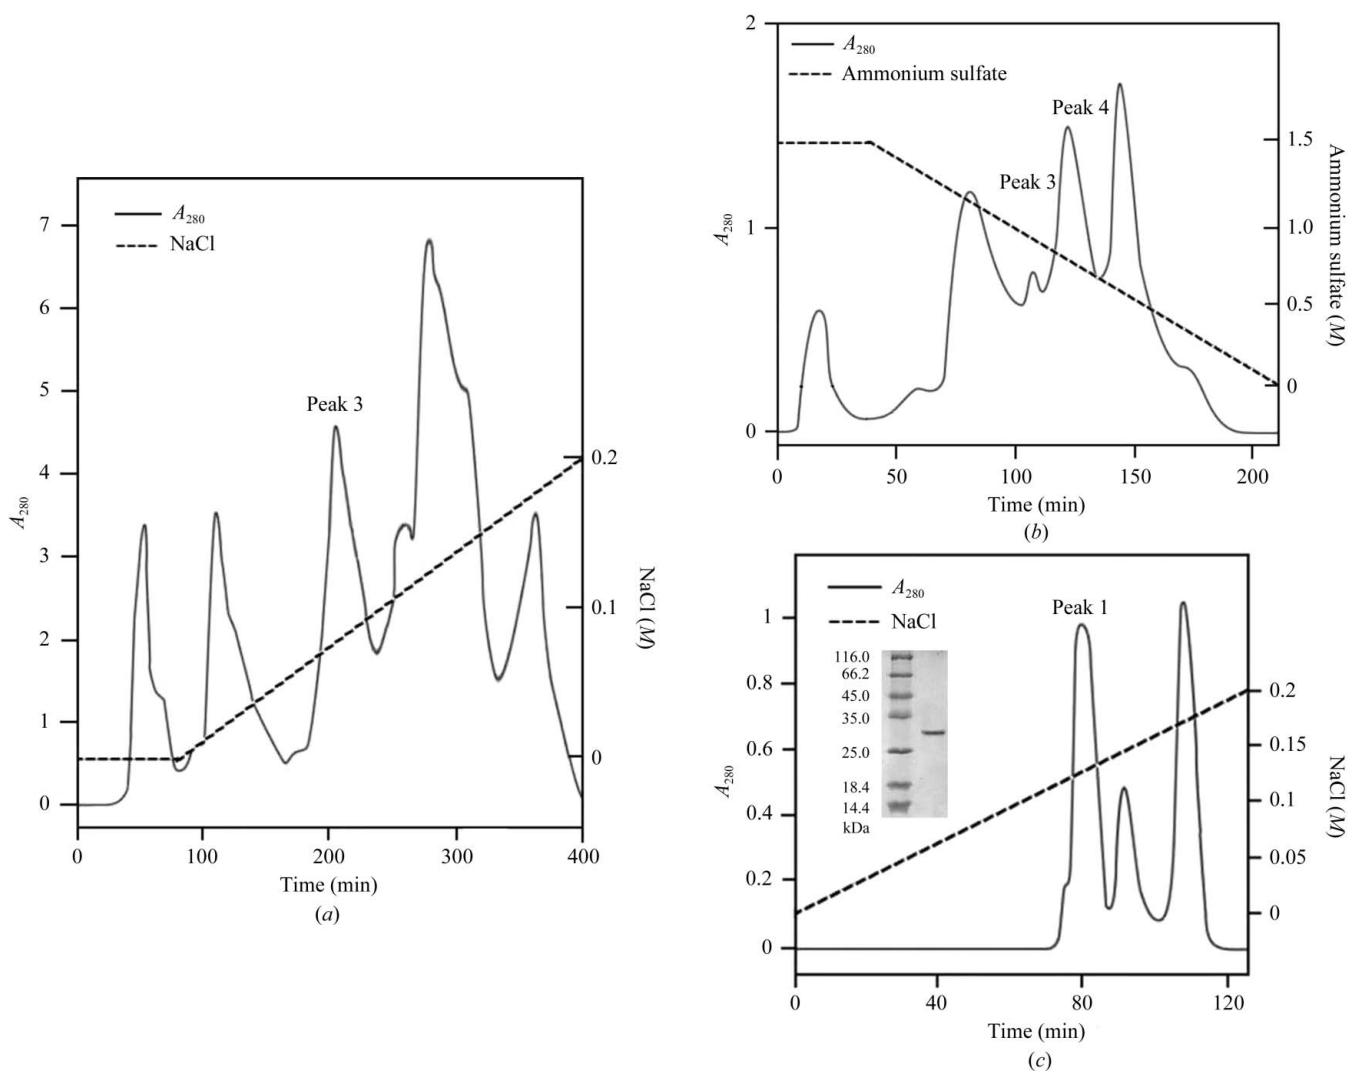 A280
NaCl
Peak 3
7
6
5
4
3
2
1
0
A280
0.2
0.1
0
NaCl (M)
0 100 200 300 400
Time (min)
(a)
A280
Ammonium sulfate
Peak 4
Peak 3
2
1
0
A280
1.5
1.0
0.5
0
Ammonium sulfate (M)
0 50 100 150 200
Time (min)
(b)
A280
NaCl
Peak 1
116.0
66.2
45.0
35.0
25.0
18.4
14.4
kDa
1
0.8
0.6
0.4
0.2
0
A280
0.2
0.15
0.1
0.05
0
NaCl (M)
0 40 80 120
Time (min)
(c)